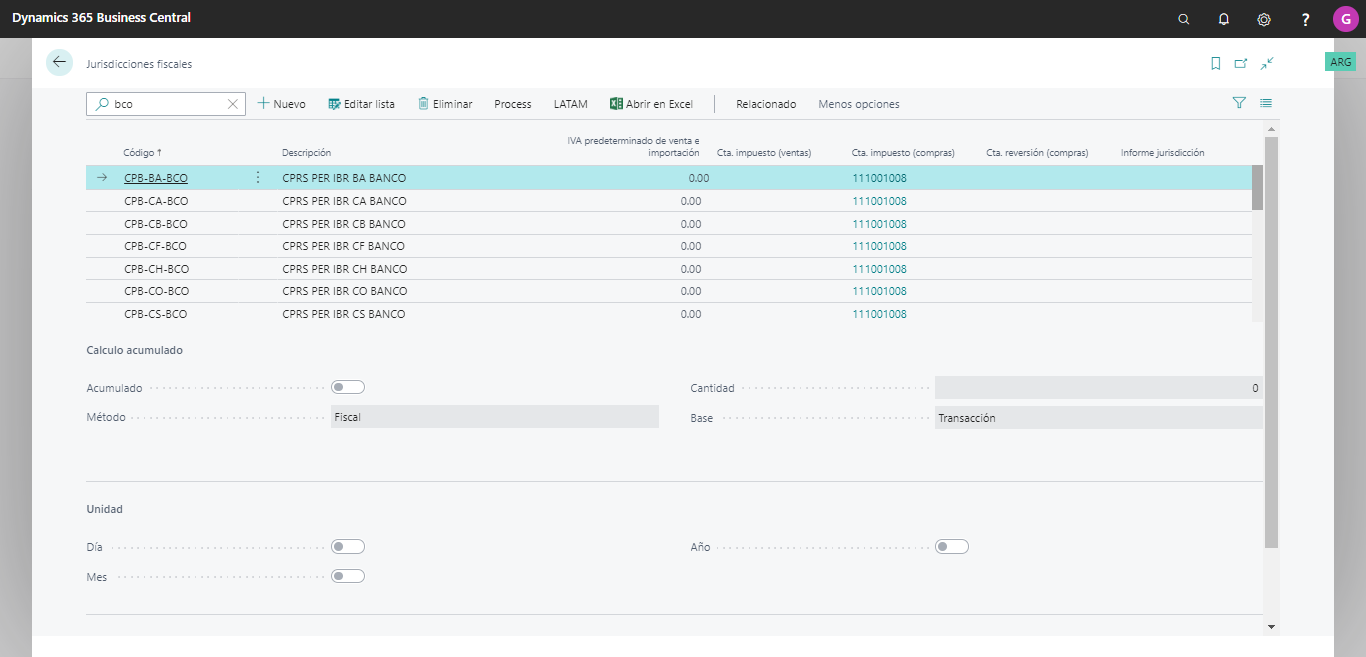 Dynamics 365 Business Central
?
G
Jurisdicciones fiscales
ARG
bco
Nuevo
Editar lista
Eliminar
Process
LATAM
Abrir en Excel
Relacionado
Menos opciones
Código ↑
Descripción
IVA predeterminado de venta e
importación
Cta. impuesto (ventas)
Cta. impuesto (compras)
Cta. reversión (compras)
Informe jurisdicción
CPB-BA-BCO CPRS PER IBR BA BANCO 0.00 111001008
CPB-CA-BCO CPRS PER IBR CA BANCO 0.00 111001008
CPB-CB-BCO CPRS PER IBR CB BANCO 0.00 111001008
CPB-CF-BCO CPRS PER IBR CF BANCO 0.00 111001008
CPB-CH-BCO CPRS PER IBR CH BANCO 0.00 111001008
CPB-CO-BCO CPRS PER IBR CO BANCO 0.00 111001008
CPB-CS-BCO CPRS PER IBR CS BANCO 0.00 111001008
Calculo acumulado
Acumulado
Cantidad 0
Método Fiscal
Base Transacción
Unidad
Día
Año
Mes